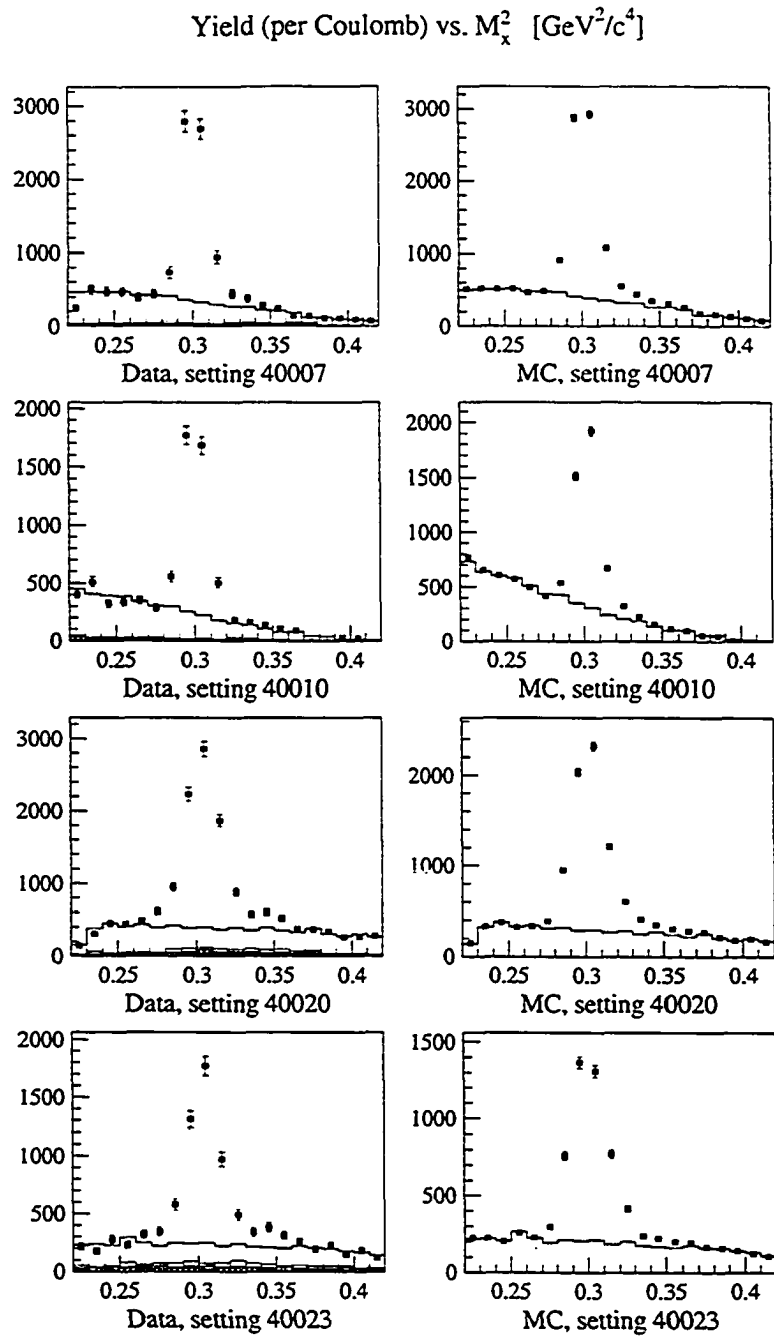 Yield (per Coulomb) vs. M_x^2 [GeV^2/c^4]
3000
2000
1000
0
0.25 0.3 0.35 0.4
Data, setting 40007
3000
2000
1000
0
0.25 0.3 0.35 0.4
MC, setting 40007
2000
1500
1000
500
0
0.25 0.3 0.35 0.4
Data, setting 40010
2000
1500
1000
500
0
0.25 0.3 0.35 0.4
MC, setting 40010
3000
2000
1000
0
0.25 0.3 0.35 0.4
Data, setting 40020
2000
1000
0
0.25 0.3 0.35 0.4
MC, setting 40020
2000
1500
1000
500
0
0.25 0.3 0.35 0.4
Data, setting 40023
1500
1000
500
0
0.25 0.3 0.35 0.4
MC, setting 40023